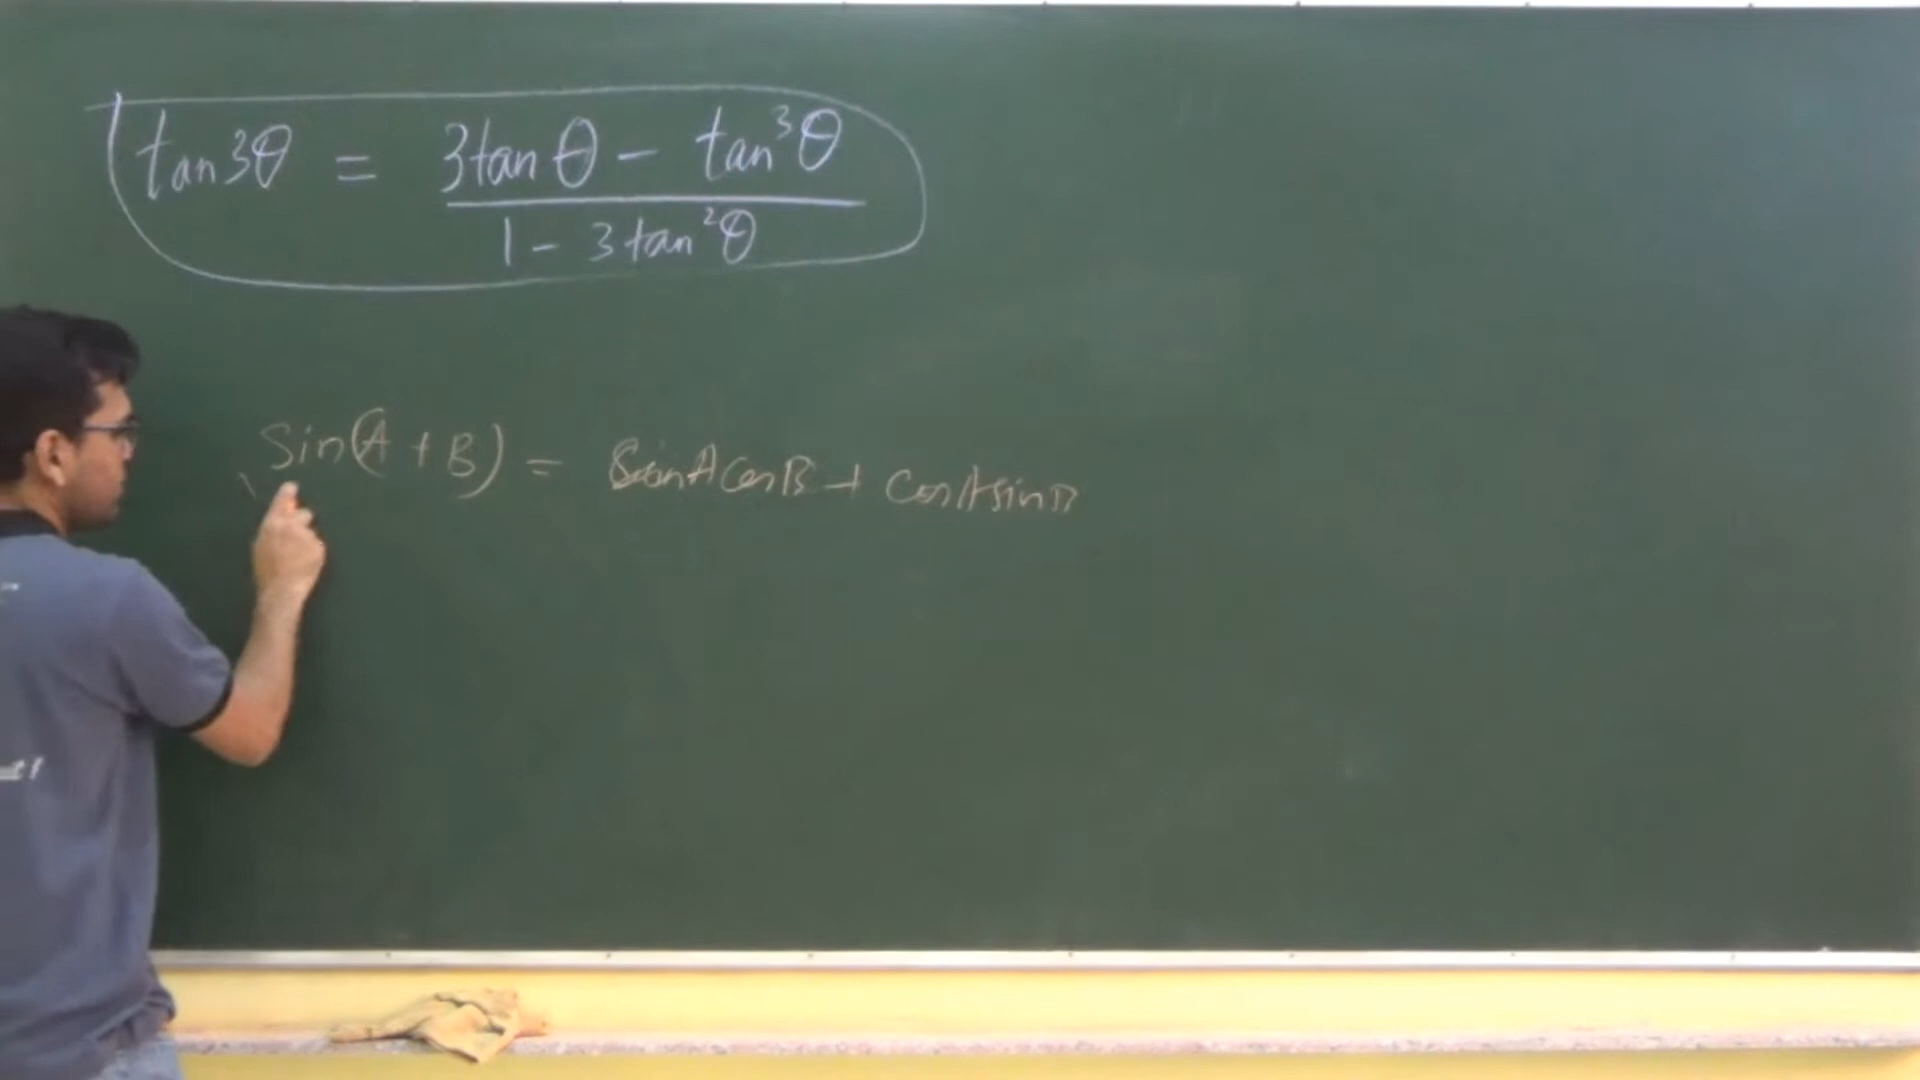 tan3θ = 3tanθ - tan³θ
1 - 3tan²θ
Sin(A + B) = SinACosB + CosAsinB